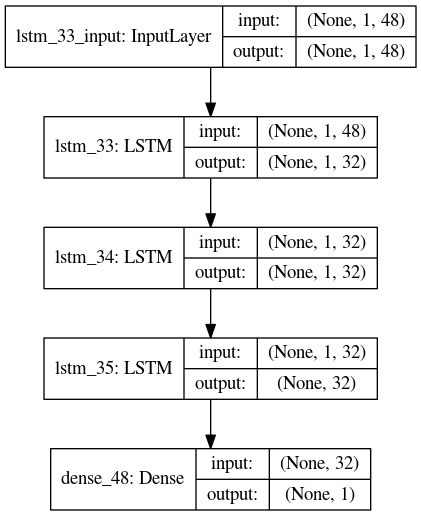 lstm_33_input: InputLayer
input: (None, 1, 48)
output: (None, 1, 48)
lstm_33: LSTM
input: (None, 1, 48)
output: (None, 1, 32)
lstm_34: LSTM
input: (None, 1, 32)
output: (None, 1, 32)
lstm_35: LSTM
input: (None, 1, 32)
output: (None, 32)
dense_48: Dense
input: (None, 32)
output: (None, 1)